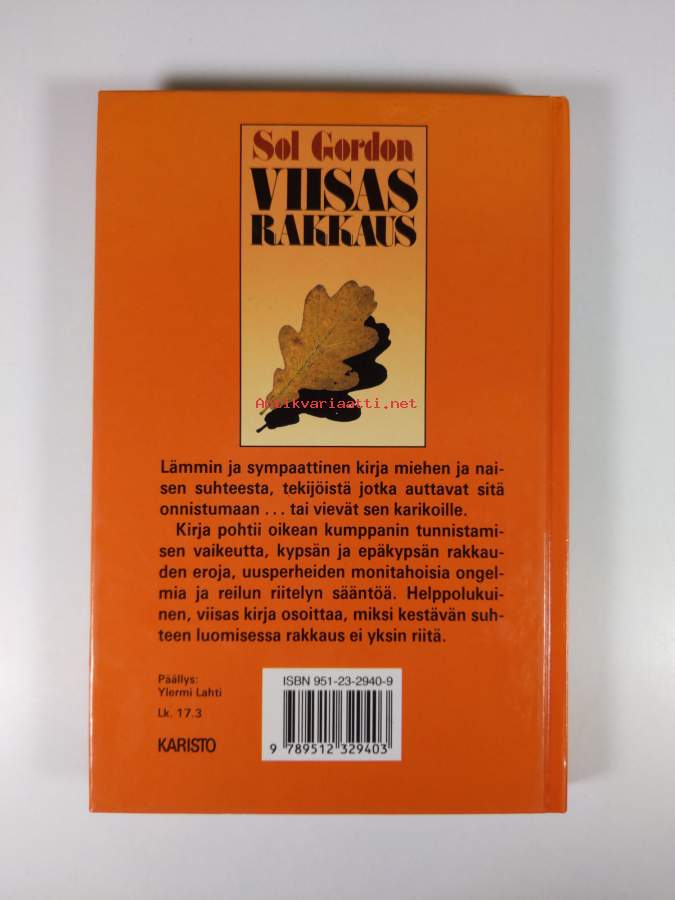 Sol Gordon
VIISAS
RAKKAUS
Antikvariaatti.net
Lämmin ja sympaattinen kirja miehen ja nai-
sen suhteesta, tekijöistä jotka auttavat sitä
onnistumaan ... tai vievät sen karikoille.
Kirja pohtii oikean kumppanin tunnistami-
sen vaikeutta, kypsän ja epäkypsän rakkau-
den eroja, uusperheiden monitahoisia ongel-
mia ja reilun riitelyn sääntöä. Helppolukui-
nen, viisas kirja osoittaa, miksi kestävän suh-
teen luomisessa rakkaus ei yksin riitä.
Päällys:
Ylermi Lahti
Lk. 17.3
KARISTO
ISBN 951-23-2940-9
9 789512 329403